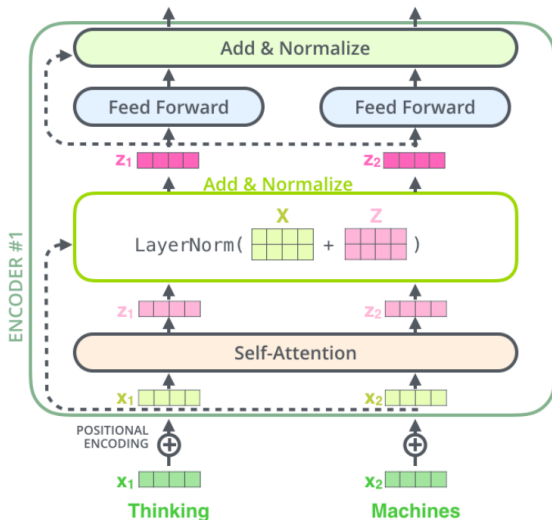 Add & Normalize
Feed Forward Feed Forward
z1 z2
Add & Normalize
X Z
LayerNorm( + )
z1 z2
Self-Attention
x1 x2
POSITIONAL
ENCODING
x1 x2
Thinking Machines
ENCODER #1